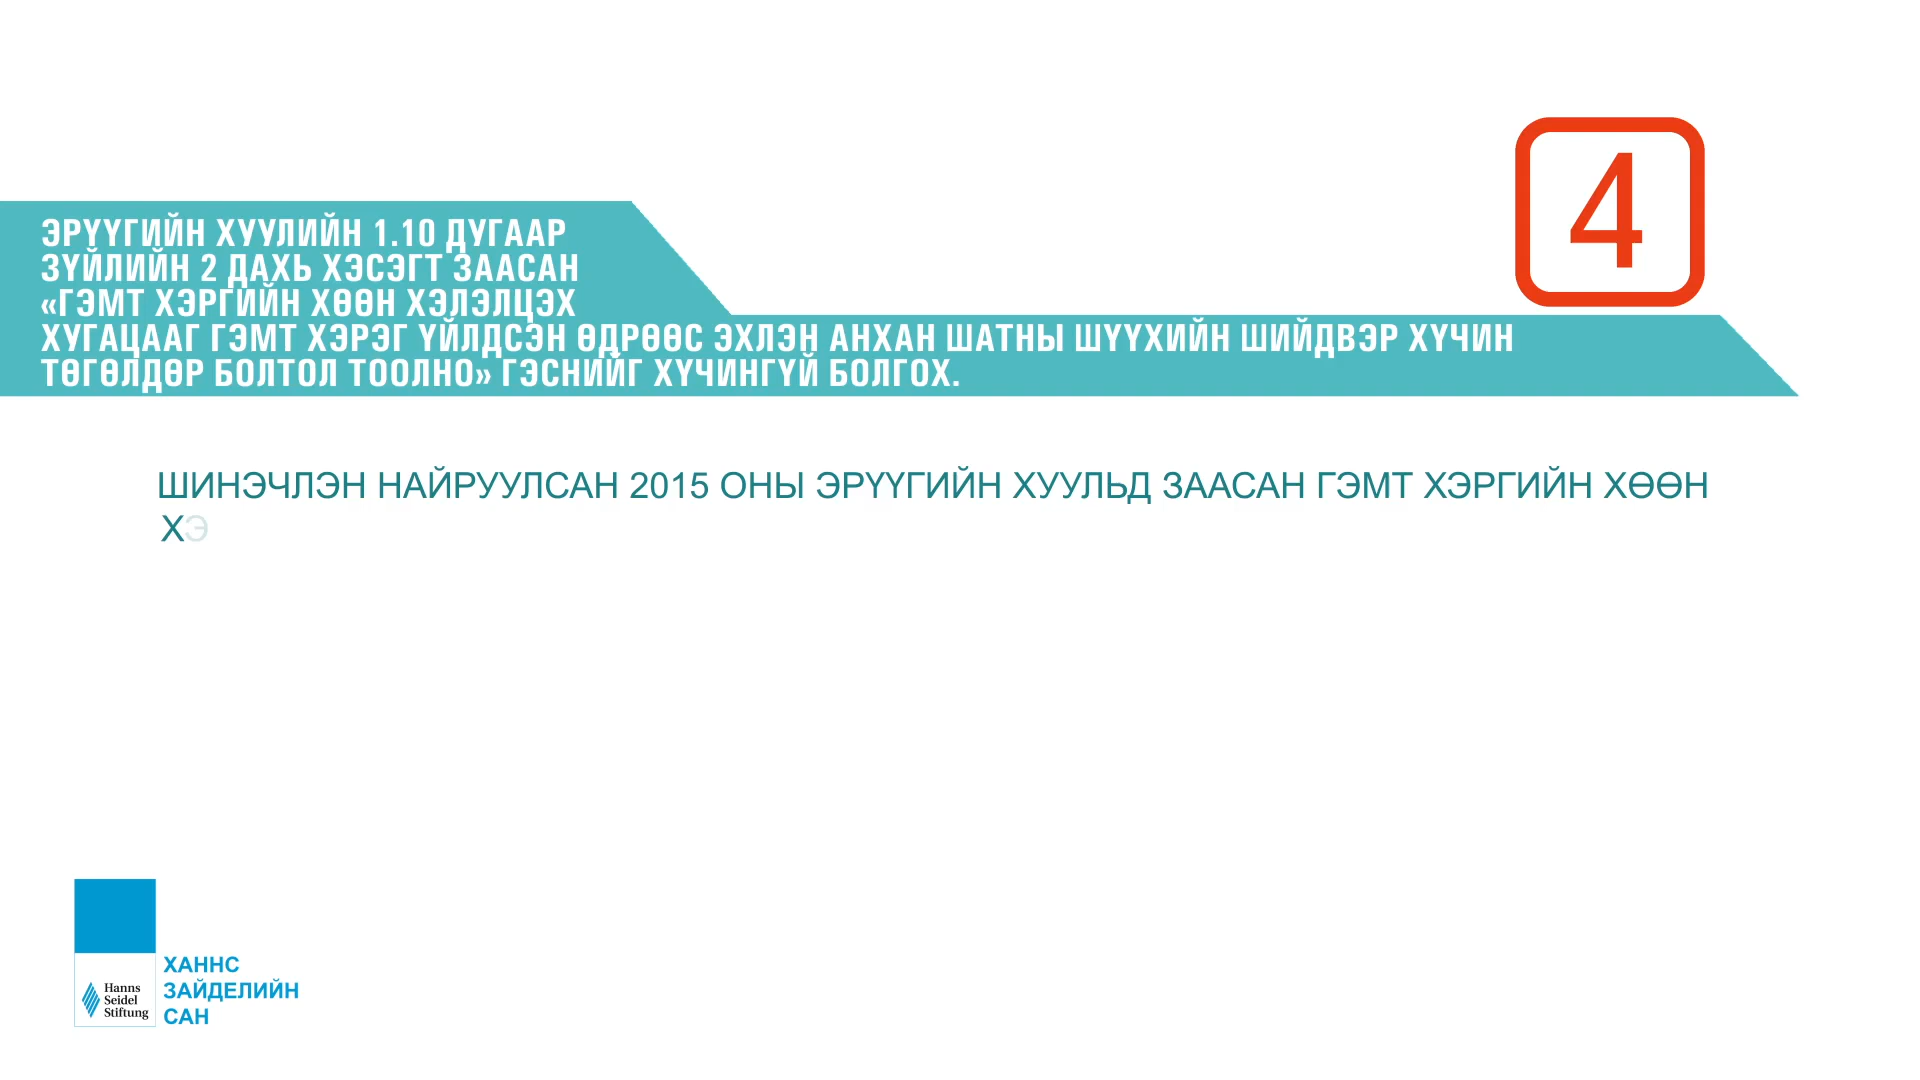 4
ЭРҮҮГИЙН ХУУЛИЙН 1.10 ДУГААР
ЗҮЙЛИЙН 2 ДАХЬ ХЭСЭГТ ЗААСАН
«ГЭМТ ХЭРГИЙН ХӨӨН ХЭЛЭЛЦЭХ
ХУГАЦААГ ГЭМТ ХЭРЭГ ҮЙЛДСЭН ӨДРӨӨС ЭХЛЭН АНХАН ШАТНЫ ШҮҮХИЙН ШИЙДВЭР ХҮЧИН
ТӨГӨЛДӨР БОЛТОЛ ТООЛНО» ГЭСНИЙГ ХҮЧИНГҮЙ БОЛГОХ.
ШИНЭЧЛЭН НАЙРУУЛСАН 2015 ОНЫ ЭРҮҮГИЙН ХУУЛЬД ЗААСАН ГЭМТ ХЭРГИЙН ХӨӨН
ХЭ
ХАННС
ЗАЙДЕЛИЙН
САН
Hanns
Seidel
Stiftung